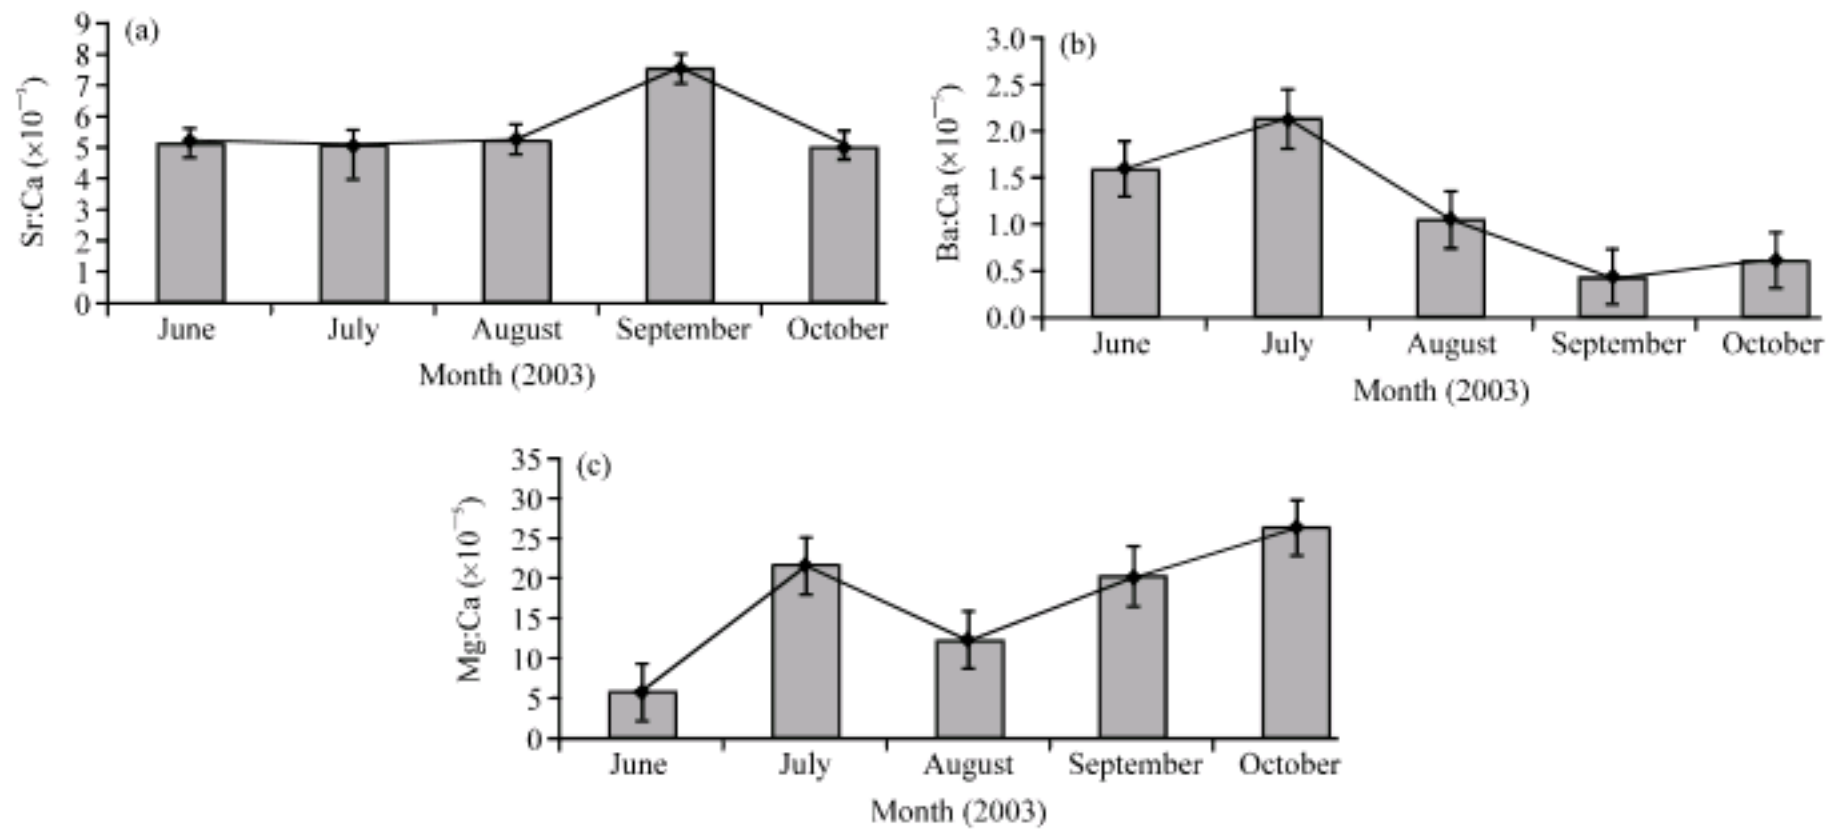 (a)
9
8
7
6
5
4
3
2
1
0
Sr:Ca (×10⁻³)
June July August September October
Month (2003)
(b)
3.0
2.5
2.0
1.5
1.0
0.5
0.0
Ba:Ca (×10⁻⁵)
June July August September October
Month (2003)
(c)
35
30
25
20
15
10
5
0
Mg:Ca (×10⁻⁵)
June July August September October
Month (2003)